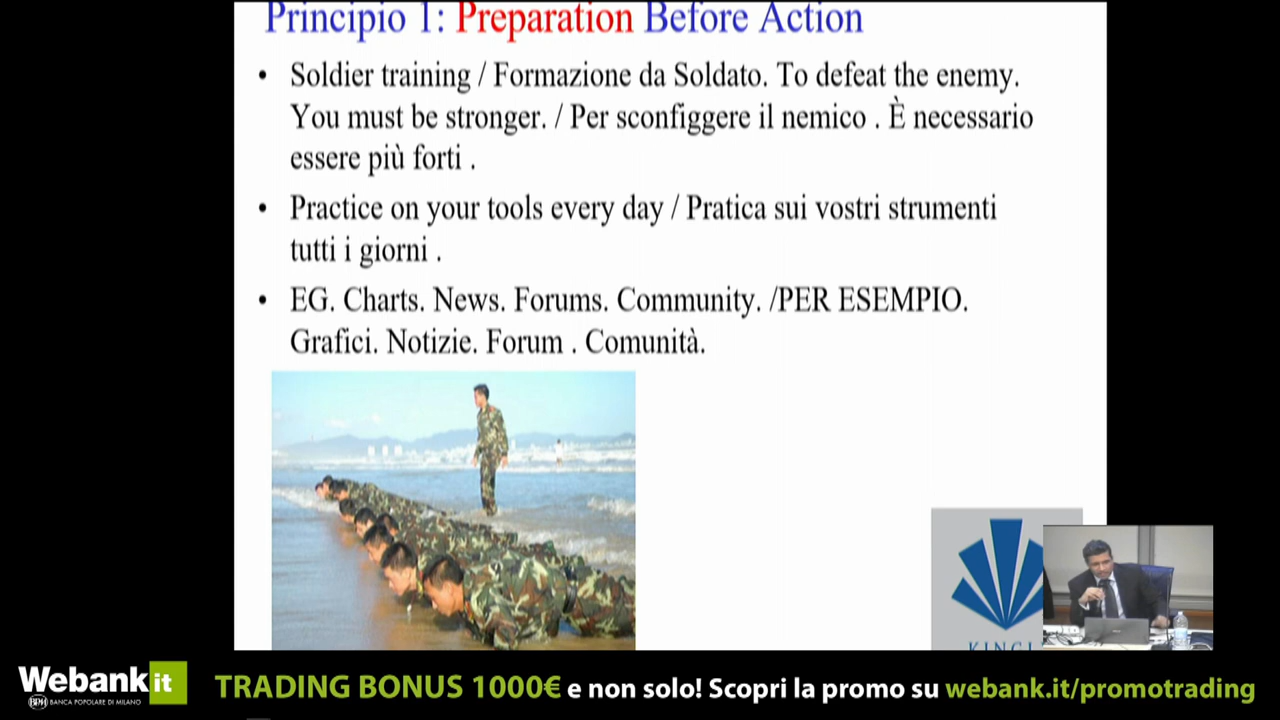 Principio 1: Preparation Before Action
• Soldier training / Formazione da Soldato. To defeat the enemy.
You must be stronger. / Per sconfiggere il nemico . È necessario
essere più forti .
• Practice on your tools every day / Pratica sui vostri strumenti
tutti i giorni .
• EG. Charts. News. Forums. Community. /PER ESEMPIO.
Grafici. Notizie. Forum . Comunità.
Webank.it
BPM BANCA POPOLARE DI MILANO
TRADING BONUS 1000€ e non solo! Scopri la promo su webank.it/promotrading